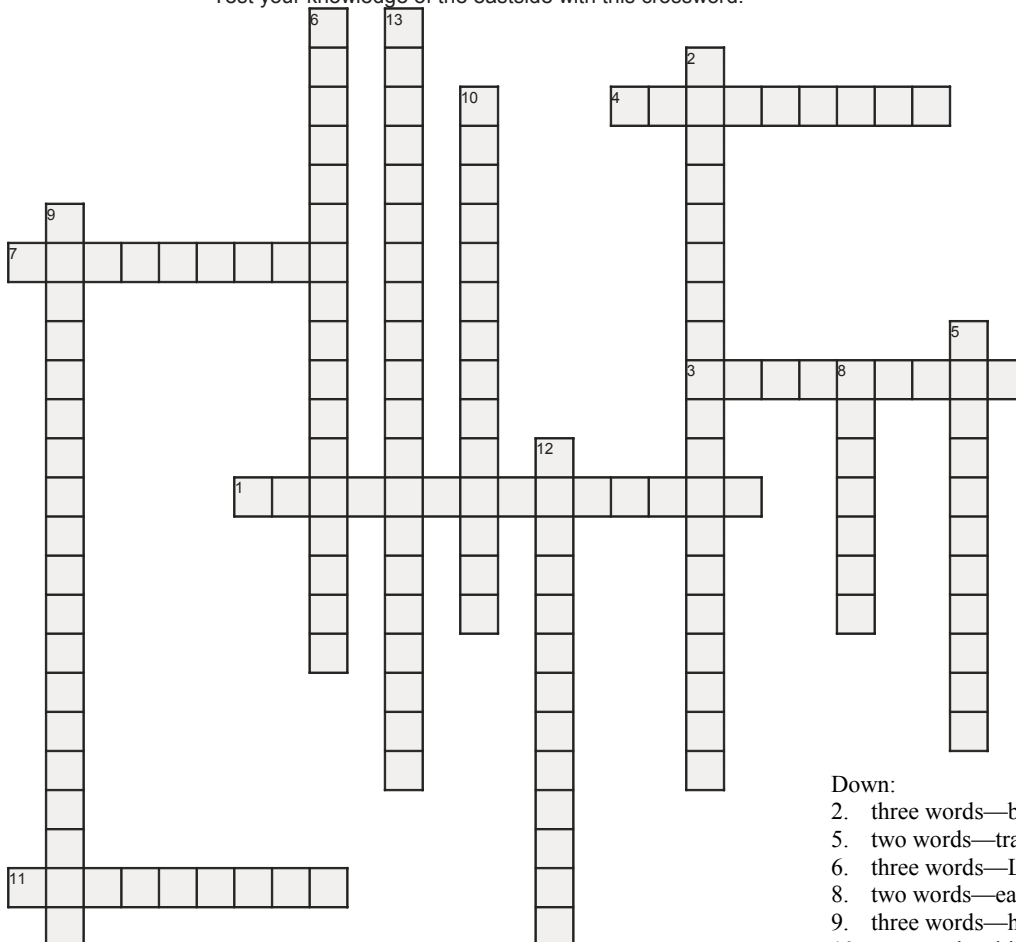 Test your knowledge of the eastside with this crossword.
6 13
2
10 4
9
7
5
3 8
12
1
11
Down:
2. three words—b
5. two words—tra
6. three words—L
8. two words—ea
9. three words—h